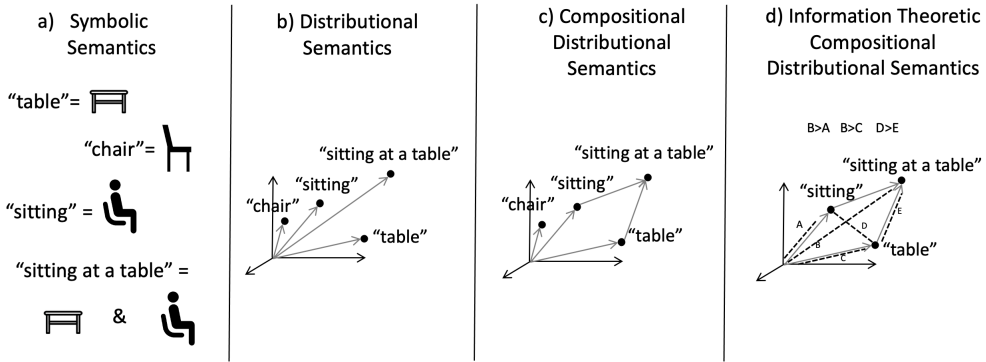 a) Symbolic
Semantics
“table”=
“chair”=
“sitting” =
“sitting at a table” =
&
b) Distributional
Semantics
“sitting at a table”
“sitting”
“chair”
“table”
c) Compositional
Distributional
Semantics
“sitting at a table”
“sitting”
“chair”
“table”
d) Information Theoretic
Compositional
Distributional Semantics
B>A B>C D>E
“sitting at a table”
“sitting”
A
E
D
B
“table”
C